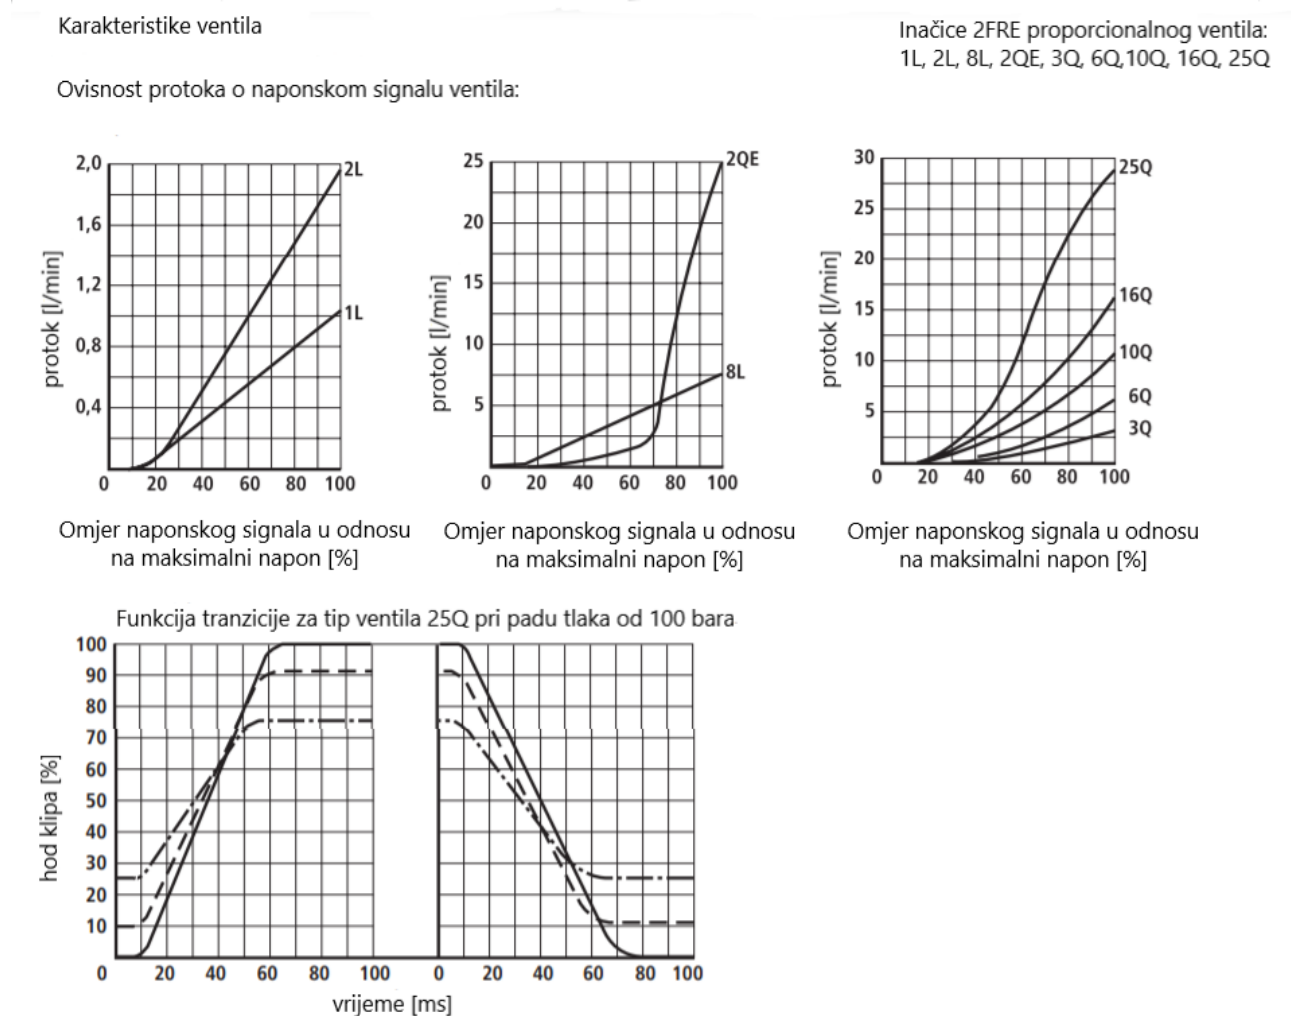 Karakteristike ventila
Inačice 2FRE proporcionalnog ventila:
1L, 2L, 8L, 2QE, 3Q, 6Q,10Q, 16Q, 25Q
Ovisnost protoka o naponskom signalu ventila:
protok [l/min]
2,0
1,6
1,2
0,8
0,4
0 20 40 60 80 100
2L
1L
Omjer naponskog signala u odnosu
na maksimalni napon [%]
protok [l/min]
25
20
15
10
5
0 20 40 60 80 100
2QE
8L
Omjer naponskog signala u odnosu
na maksimalni napon [%]
protok [l/min]
30
25
20
15
10
5
0 20 40 60 80 100
25Q
16Q
10Q
6Q
3Q
Omjer naponskog signala u odnosu
na maksimalni napon [%]
Funkcija tranzicije za tip ventila 25Q pri padu tlaka od 100 bara
hod klipa [%]
100
90
80
70
60
50
40
30
20
10
0 20 40 60 80 100
0 20 40 60 80 100
vrijeme [ms]